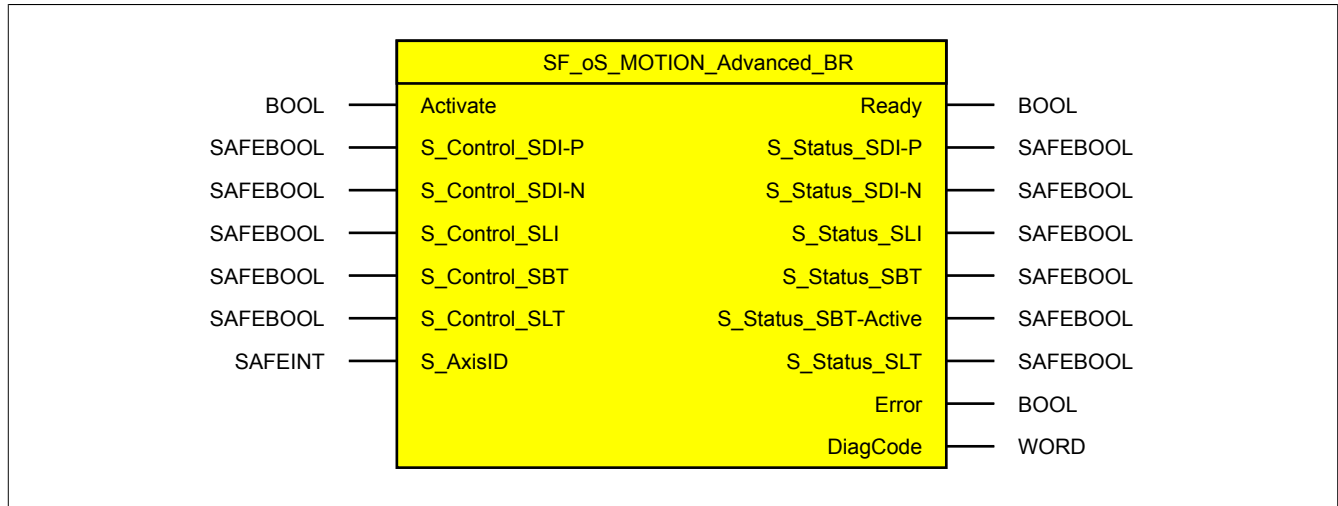 SF_oS_MOTION_Advanced_BR
BOOL Activate Ready BOOL
SAFEBOOL S_Control_SDI-P S_Status_SDI-P SAFEBOOL
SAFEBOOL S_Control_SDI-N S_Status_SDI-N SAFEBOOL
SAFEBOOL S_Control_SLI S_Status_SLI SAFEBOOL
SAFEBOOL S_Control_SBT S_Status_SBT SAFEBOOL
SAFEBOOL S_Control_SLT S_Status_SBT-Active SAFEBOOL
SAFEINT S_AxisID S_Status_SLT SAFEBOOL
Error BOOL
DiagCode WORD